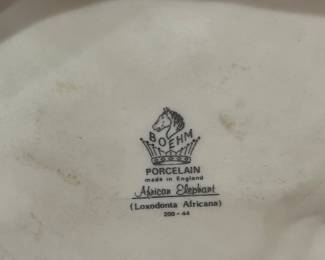 BOEHM
PORCELAIN
made in England
African Elephant
(Loxodonta Africana)
200-44